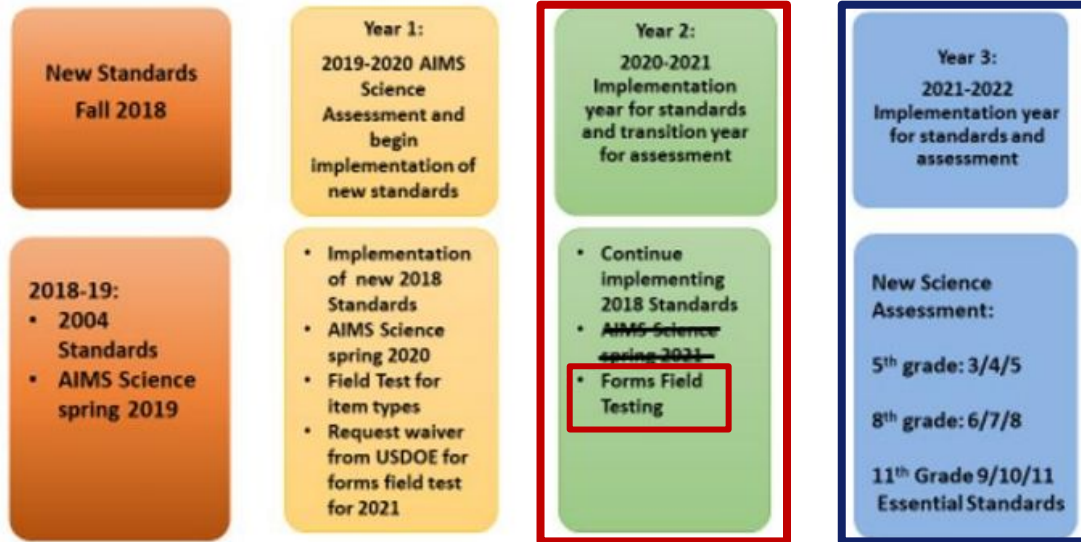 New Standards
Fall 2018
Year 1:
2019-2020 AIMS
Science
Assessment and
begin
implementation of
new standards
Year 2:
2020-2021
Implementation
year for standards
and transition year
for assessment
Year 3:
2021-2022
Implementation year
for standards and
assessment
2018-19:
• 2004
Standards
• AIMS Science
spring 2019
• Implementation
of new 2018
Standards
• AIMS Science
spring 2020
• Field Test for
item types
• Request waiver
from USDOE for
forms field test
for 2021
• Continue
implementing
2018 Standards
• AIMS Science
spring 2021
• Forms Field
Testing
New Science
Assessment:
5th grade: 3/4/5
8th grade: 6/7/8
11th Grade 9/10/11
Essential Standards